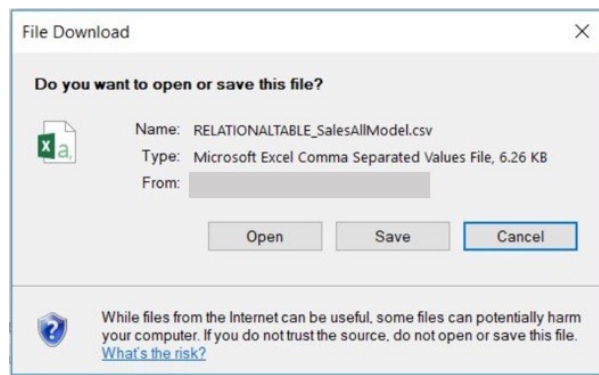 File Download
Do you want to open or save this file?
Name: RELATIONALTABLE_SalesAllModel.csv
Type: Microsoft Excel Comma Separated Values File, 6.26 KB
From:
Open Save Cancel
While files from the Internet can be useful, some files can potentially harm
your computer. If you do not trust the source, do not open or save this file.
What's the risk?